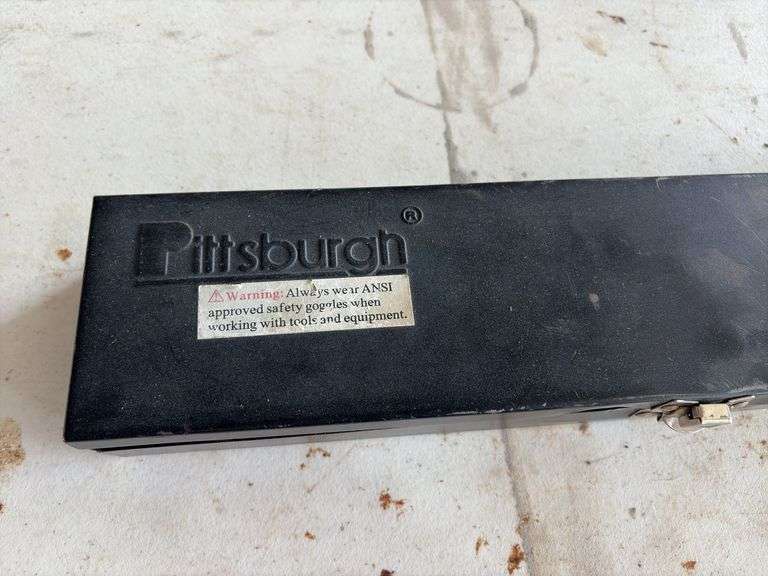 Pittsburgh®
⚠ Warning: Always wear ANSI
approved safety goggles when
working with tools and equipment.